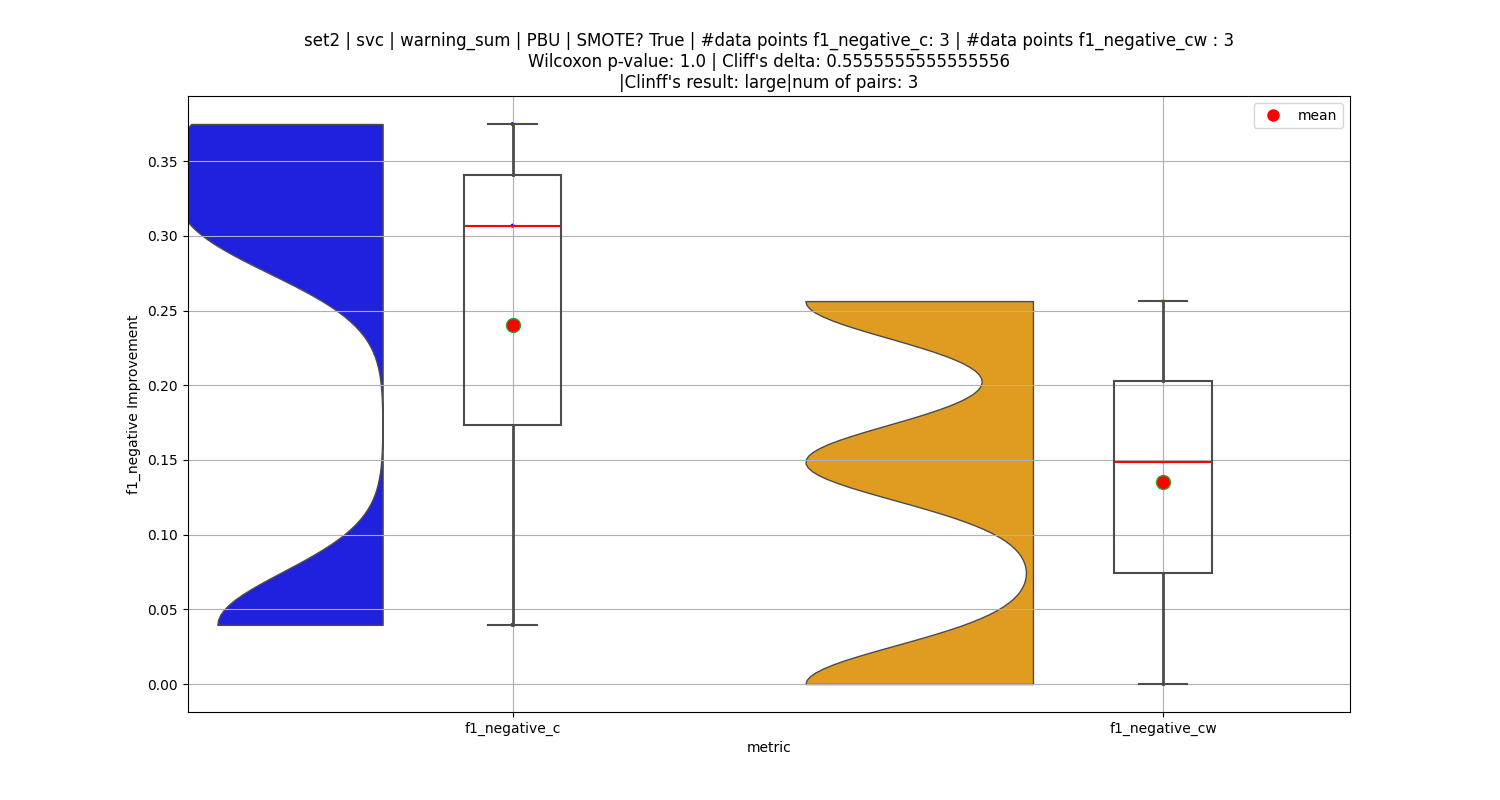 set2 | svc | warning_sum | PBU | SMOTE? True | #data points f1_negative_c: 3 | #data points f1_negative_cw : 3
Wilcoxon p-value: 1.0 | Cliff's delta: 0.5555555555555556
|Clinff's result: large|num of pairs: 3
mean
0.35
0.30
0.25
0.20
0.15
0.10
0.05
0.00
f1_negative Improvement
f1_negative_c
f1_negative_cw
metric